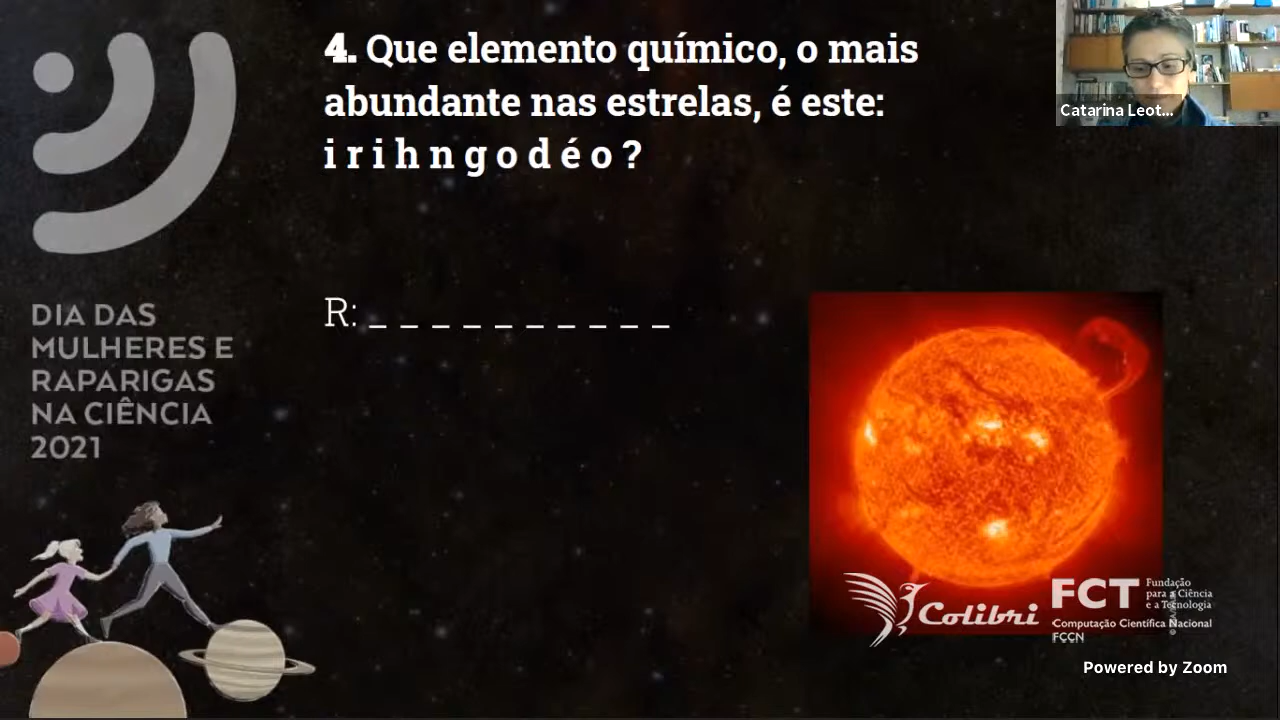 4. Que elemento químico, o mais
abundante nas estrelas, é este:
i r i h n g o d é o ?
R: _ _ _ _ _ _ _ _ _ _
DIA DAS
MULHERES E
RAPARIGAS
NA CIÊNCIA
2021
Catarina Leot...
Colibri
FCT
Fundação
para a Ciência
e a Tecnologia
Computação Científica Nacional
FCCN
Powered by Zoom